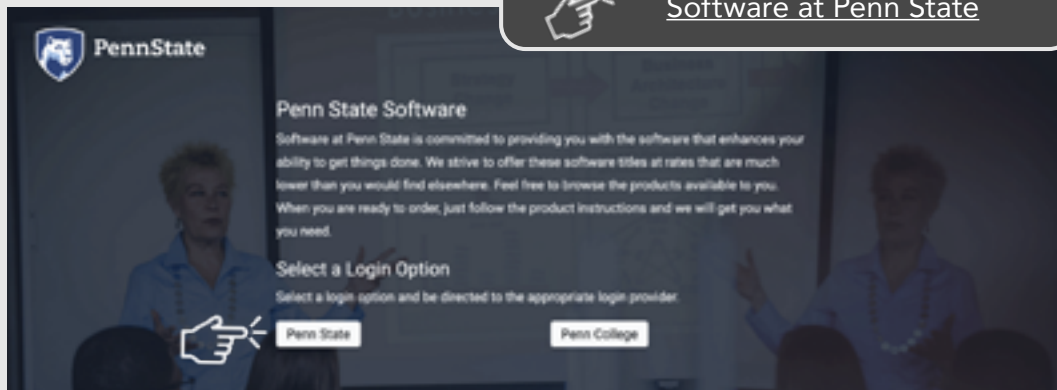 Software at Penn State
PennState
Penn State Software
Software at Penn State is committed to providing you with the software that enhances your
ability to get things done. We strive to offer these software titles at rates that are much
lower than you would find elsewhere. Feel free to browse the products available to you.
When you are ready to order, just follow the product instructions and we will get you what
you need.
Select a Login Option
Select a login option and be directed to the appropriate login provider.
Penn State
Penn College
Strategy
Business
Architecture